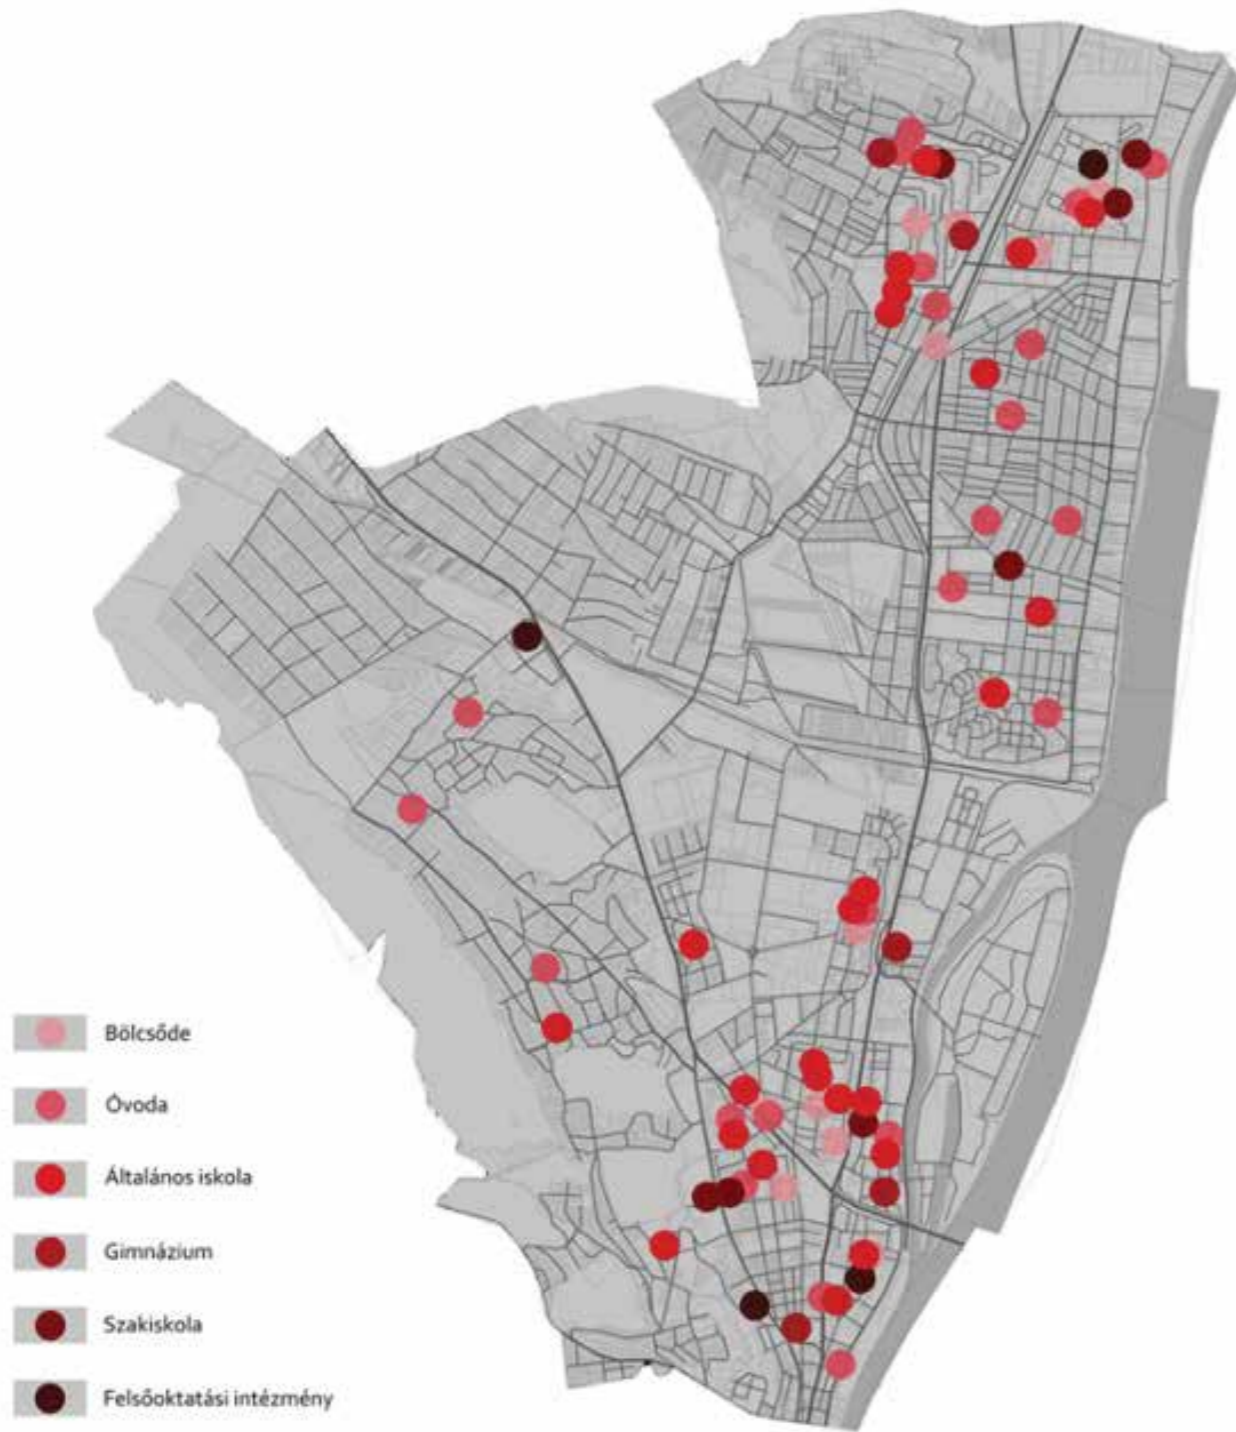 Bölcsőde
Óvoda
Általános iskola
Gimnázium
Szakiskola
Felsőoktatási intézmény